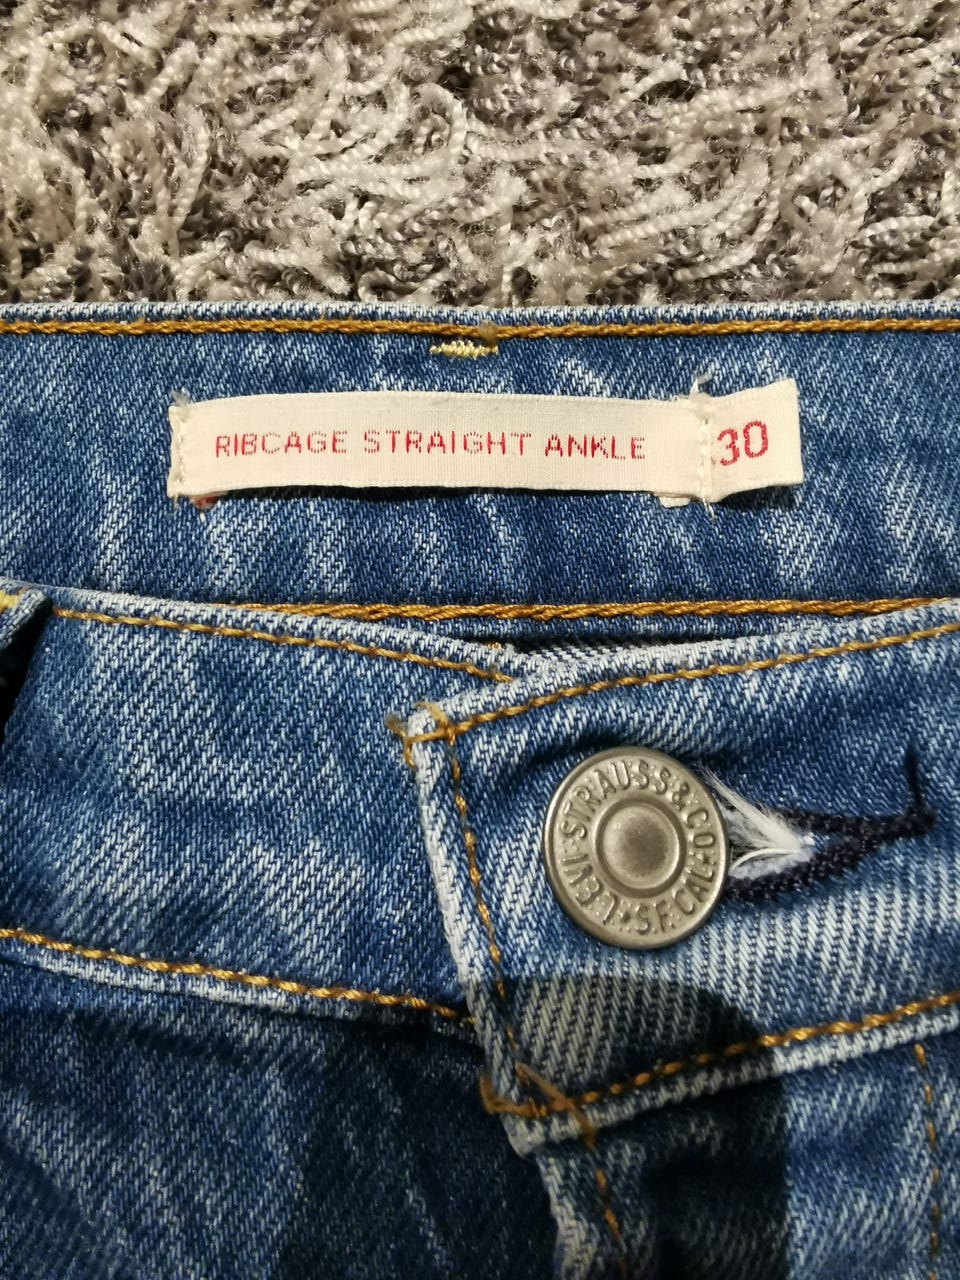 RIBCAGE STRAIGHT ANKLE 30
LEVI STRAUSS & CO S.F. CAL